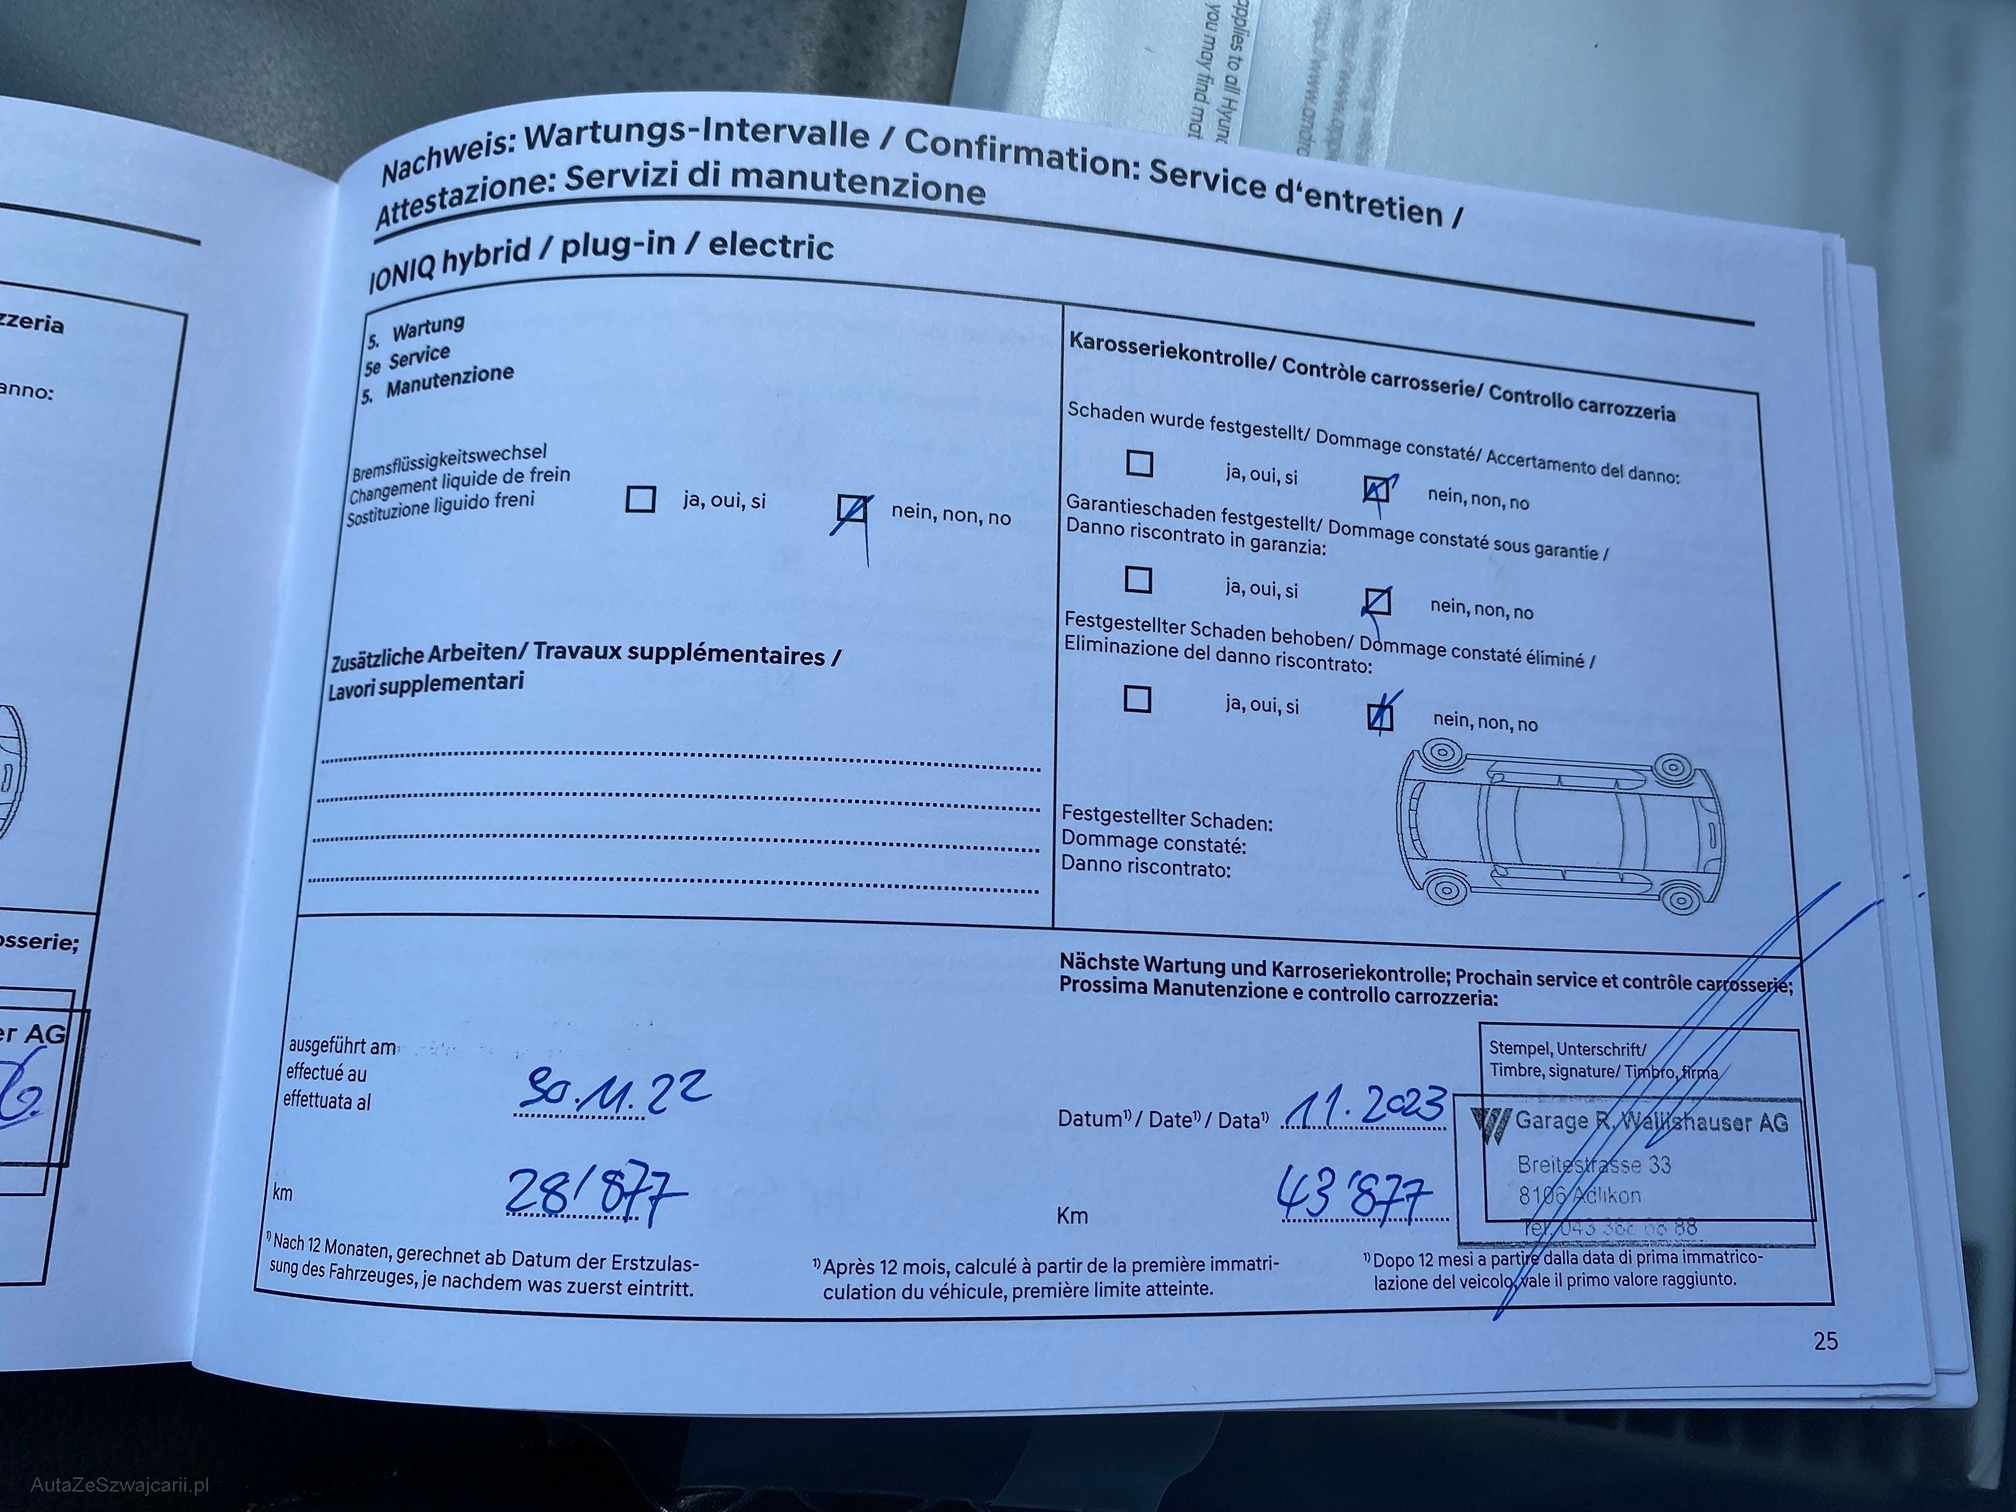 opplies to all Hyund
you may find mat
Nachweis: Wartungs-Intervalle / Confirmation: Service d‘entretien /
Attestazione: Servizi di manutenzione
IONIQ hybrid / plug-in / electric
zzeria
anno:
osserie;
er AG
5. Wartung
5e Service
5. Manutenzione
Bremsflüssigkeitswechsel
Changement liquide de frein
Sostituzione liguido freni
ja, oui, si
nein, non, no
Zusätzliche Arbeiten/ Travaux supplémentaires /
Lavori supplementari
Karosseriekontrolle/ Contrôle carrosserie/ Controllo carrozzeria
Schaden wurde festgestellt/ Dommage constaté/ Accertamento del danno:
ja, oui, si
nein, non, no
Garantieschaden festgestellt/ Dommage constaté sous garantie /
Danno riscontrato in garanzia:
ja, oui, si
nein, non, no
Festgestellter Schaden behoben/ Dommage constaté éliminé /
Eliminazione del danno riscontrato:
ja, oui, si
nein, non, no
Festgestellter Schaden:
Dommage constaté:
Danno riscontrato:
ausgeführt am
effectué au
effettuata al
30.11.22
km
28'877
Nächste Wartung und Karroseriekontrolle; Prochain service et contrôle carrosserie;
Prossima Manutenzione e controllo carrozzeria:
Datum¹⁾ / Date¹⁾ / Data¹⁾ 11.2023
Km 43'877
Stempel, Unterschrift/
Timbre, signature/ Timbro, firma
Garage R. Wallishauser AG
Breitestrasse 33
8106 Adlikon
Tel. 043 388 68 88
¹⁾ Nach 12 Monaten, gerechnet ab Datum der Erstzulas-
sung des Fahrzeuges, je nachdem was zuerst eintritt.
¹⁾ Après 12 mois, calculé à partir de la première immatri-
culation du véhicule, première limite atteinte.
¹⁾ Dopo 12 mesi a partire dalla data di prima immatrico-
lazione del veicolo, vale il primo valore raggiunto.
25
AutaZeSzwajcarii.pl